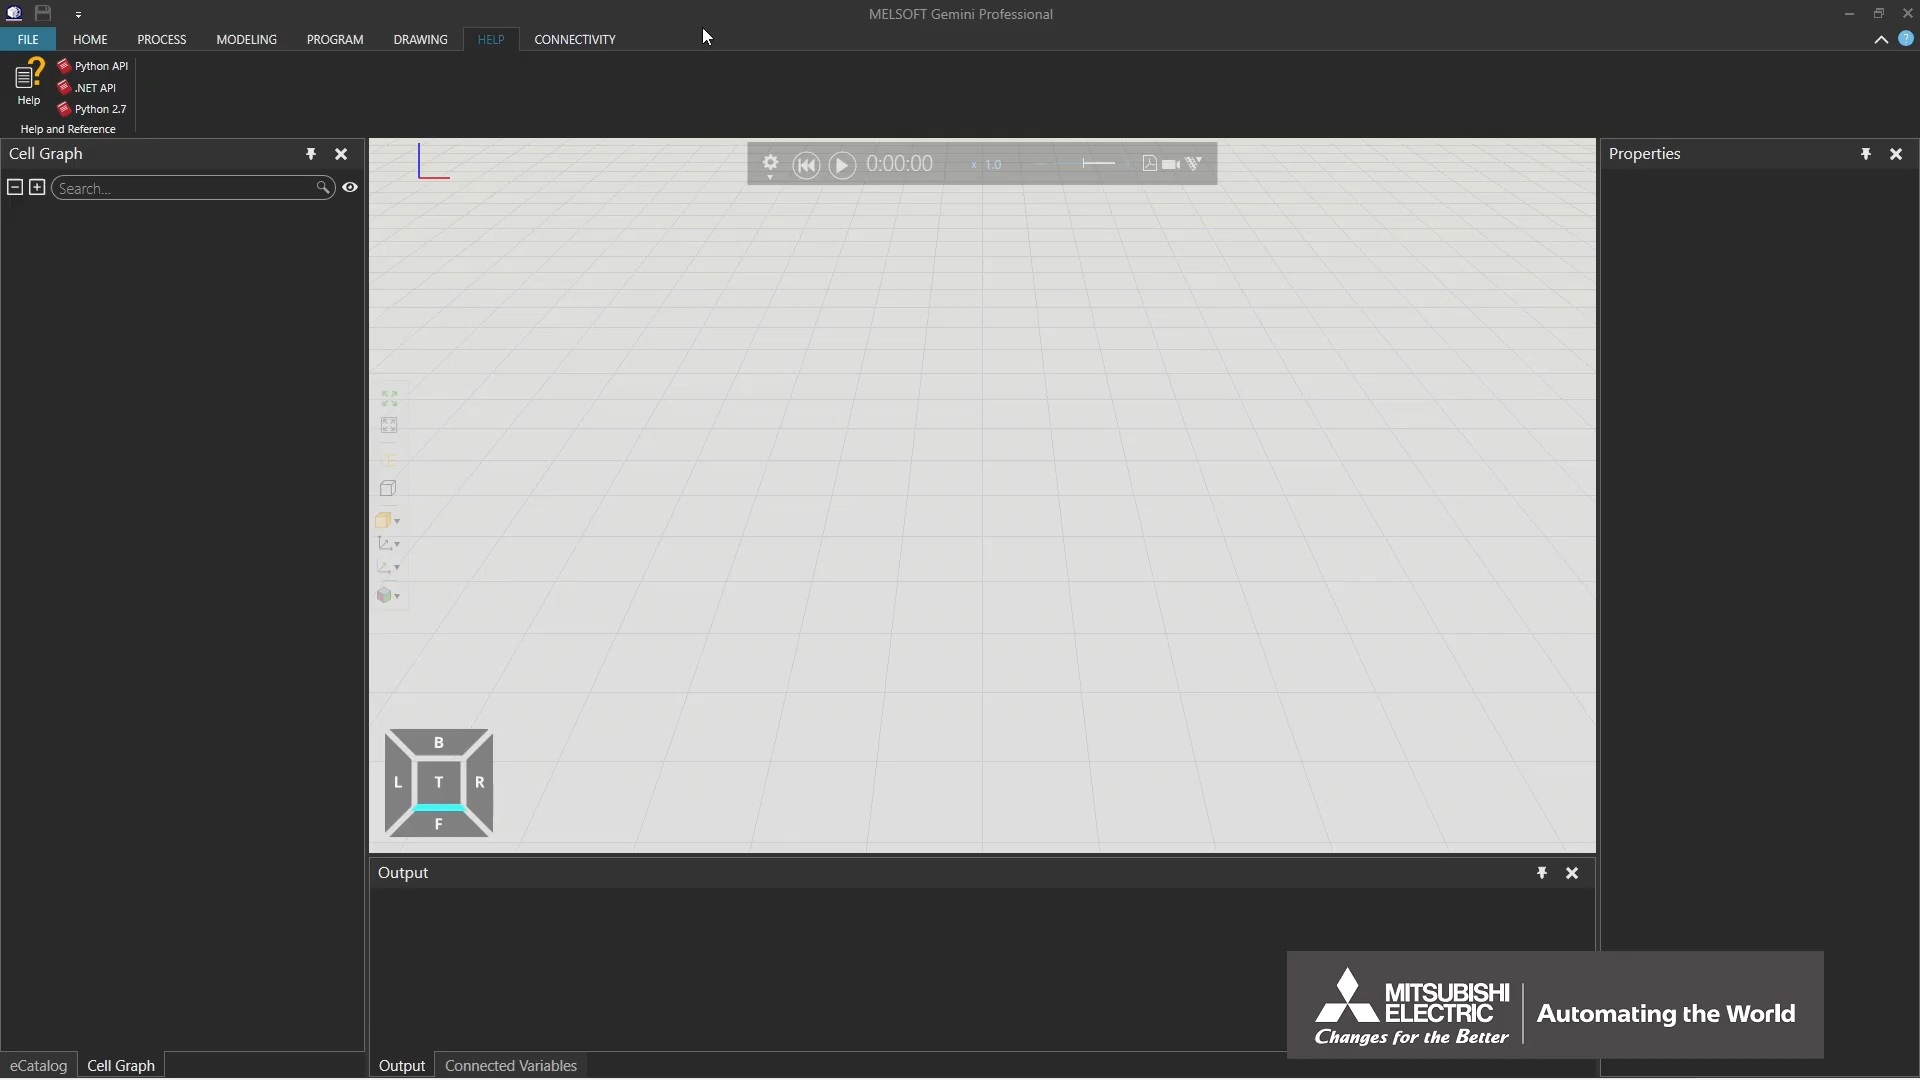 MELSOFT Gemini Professional
FILE HOME PROCESS MODELING PROGRAM DRAWING HELP CONNECTIVITY
Help
Python API
.NET API
Python 2.7
Help and Reference
Cell Graph
Search...
0:00:00
x 1.0
Properties
B
L T R
F
Output
MITSUBISHI
ELECTRIC
Changes for the Better
Automating the World
eCatalog Cell Graph
Output Connected Variables